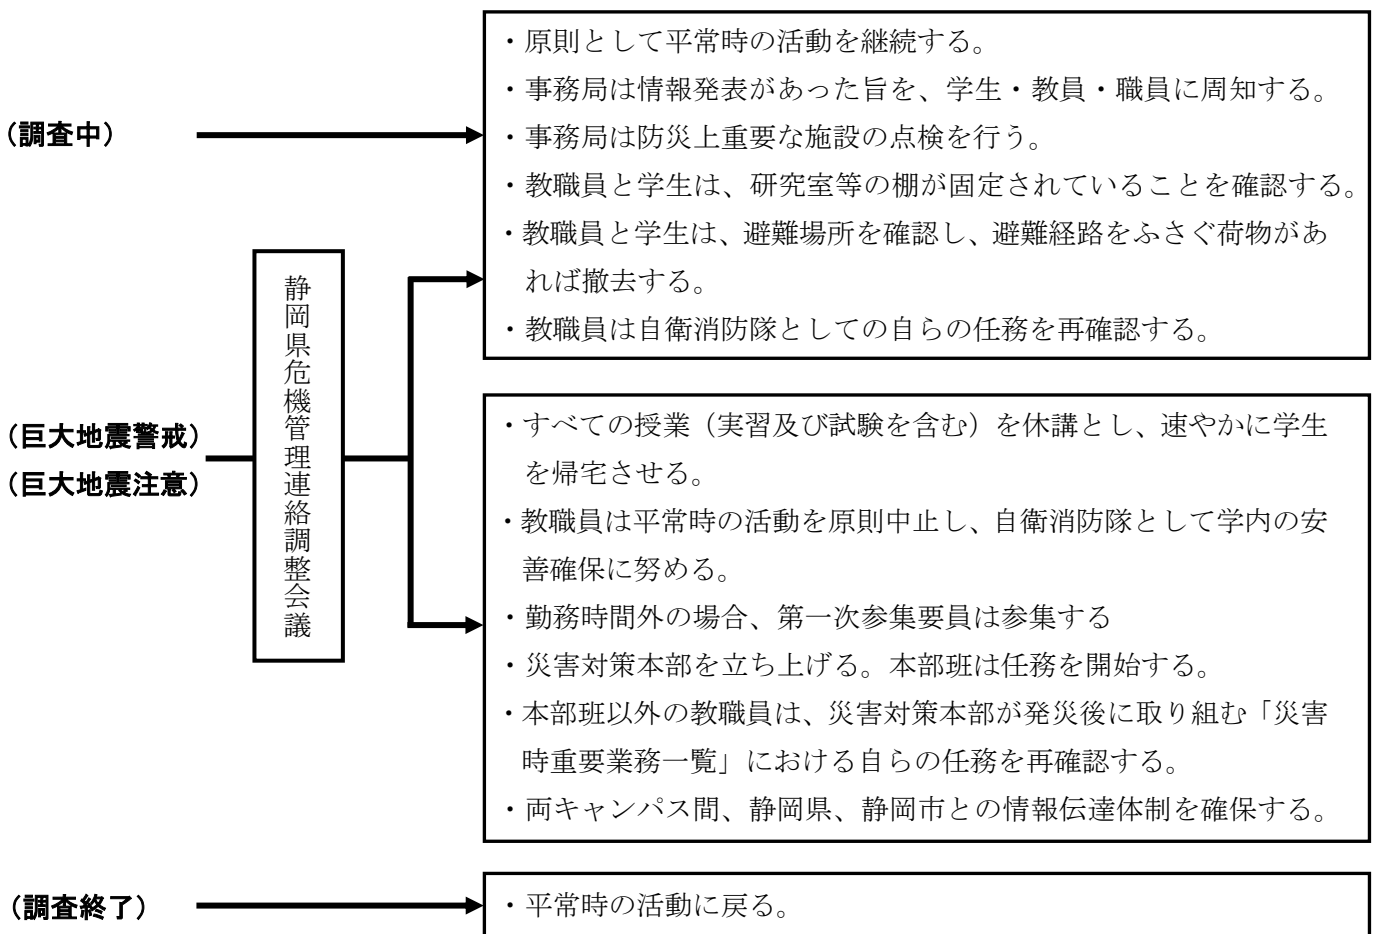 (調査中)
・原則として平常時の活動を継続する。
・事務局は情報発表があった旨を、学生・教員・職員に周知する。
・事務局は防災上重要な施設の点検を行う。
・教職員と学生は、研究室等の棚が固定されていることを確認する。
・教職員と学生は、避難場所を確認し、避難経路をふさぐ荷物があ
れば撤去する。
・教職員は自衛消防隊としての自らの任務を再確認する。
(巨大地震警戒)
(巨大地震注意)
静岡県危機管理連絡調整会議
・すべての授業（実習及び試験を含む）を休講とし、速やかに学生
を帰宅させる。
・教職員は平常時の活動を原則中止し、自衛消防隊として学内の安
善確保に努める。
・勤務時間外の場合、第一次参集要員は参集する
・災害対策本部を立ち上げる。本部班は任務を開始する。
・本部班以外の教職員は、災害対策本部が発災後に取り組む「災害
時重要業務一覧」における自らの任務を再確認する。
・両キャンパス間、静岡県、静岡市との情報伝達体制を確保する。
(調査終了)
・平常時の活動に戻る。